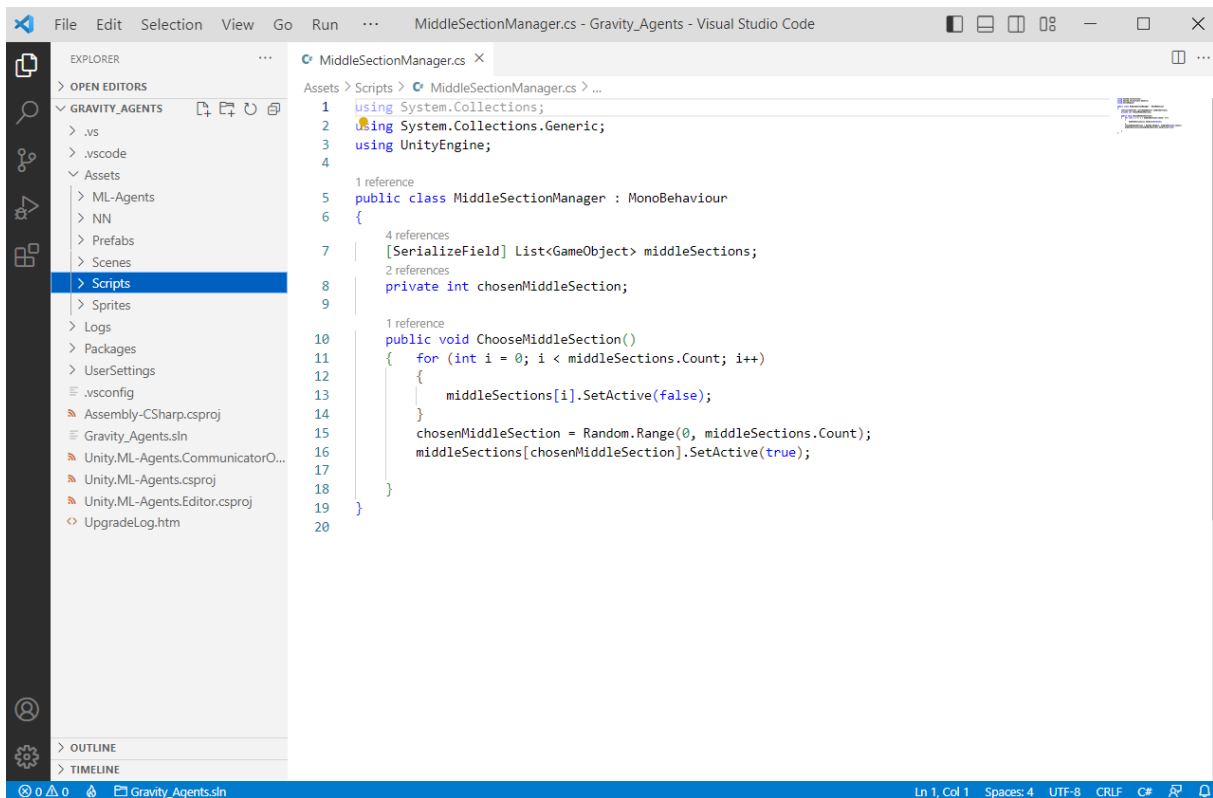 File Edit Selection View Go Run ··· MiddleSectionManager.cs - Gravity_Agents - Visual Studio Code
EXPLORER ···
OPEN EDITORS
GRAVITY_AGENTS
.vs
.vscode
Assets
ML-Agents
NN
Prefabs
Scenes
Scripts
Sprites
Logs
Packages
UserSettings
.vsconfig
Assembly-CSharp.csproj
Gravity_Agents.sln
Unity.ML-Agents.CommunicatorO...
Unity.ML-Agents.csproj
Unity.ML-Agents.Editor.csproj
UpgradeLog.htm
OUTLINE
TIMELINE
MiddleSectionManager.cs
Assets > Scripts > MiddleSectionManager.cs > ...
1 using System.Collections;
2 using System.Collections.Generic;
3 using UnityEngine;
4
1 reference
5 public class MiddleSectionManager : MonoBehaviour
6 {
4 references
7 [SerializeField] List<GameObject> middleSections;
2 references
8 private int chosenMiddleSection;
9
1 reference
10 public void ChooseMiddleSection()
11 { for (int i = 0; i < middleSections.Count; i++)
12 {
13 middleSections[i].SetActive(false);
14 }
15 chosenMiddleSection = Random.Range(0, middleSections.Count);
16 middleSections[chosenMiddleSection].SetActive(true);
17
18 }
19 }
20
0 0 Gravity_Agents.sln Ln 1, Col 1 Spaces: 4 UTF-8 CRLF C#